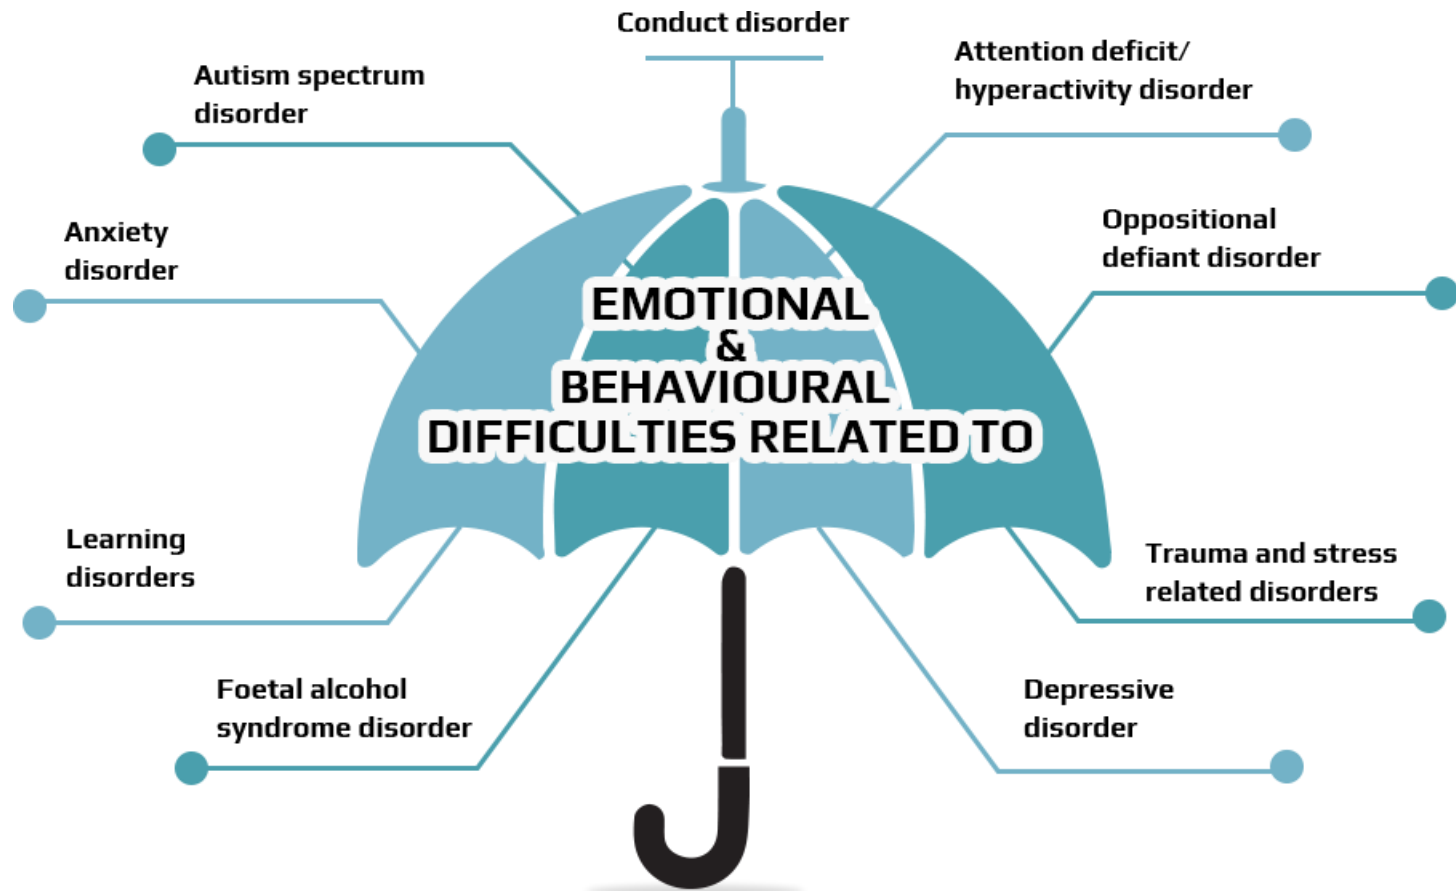 Conduct disorder
Autism spectrum
disorder
Attention deficit/
hyperactivity disorder
Anxiety
disorder
Oppositional
defiant disorder
EMOTIONAL
&
BEHAVIOURAL
DIFFICULTIES RELATED TO
Learning
disorders
Trauma and stress
related disorders
Foetal alcohol
syndrome disorder
Depressive
disorder